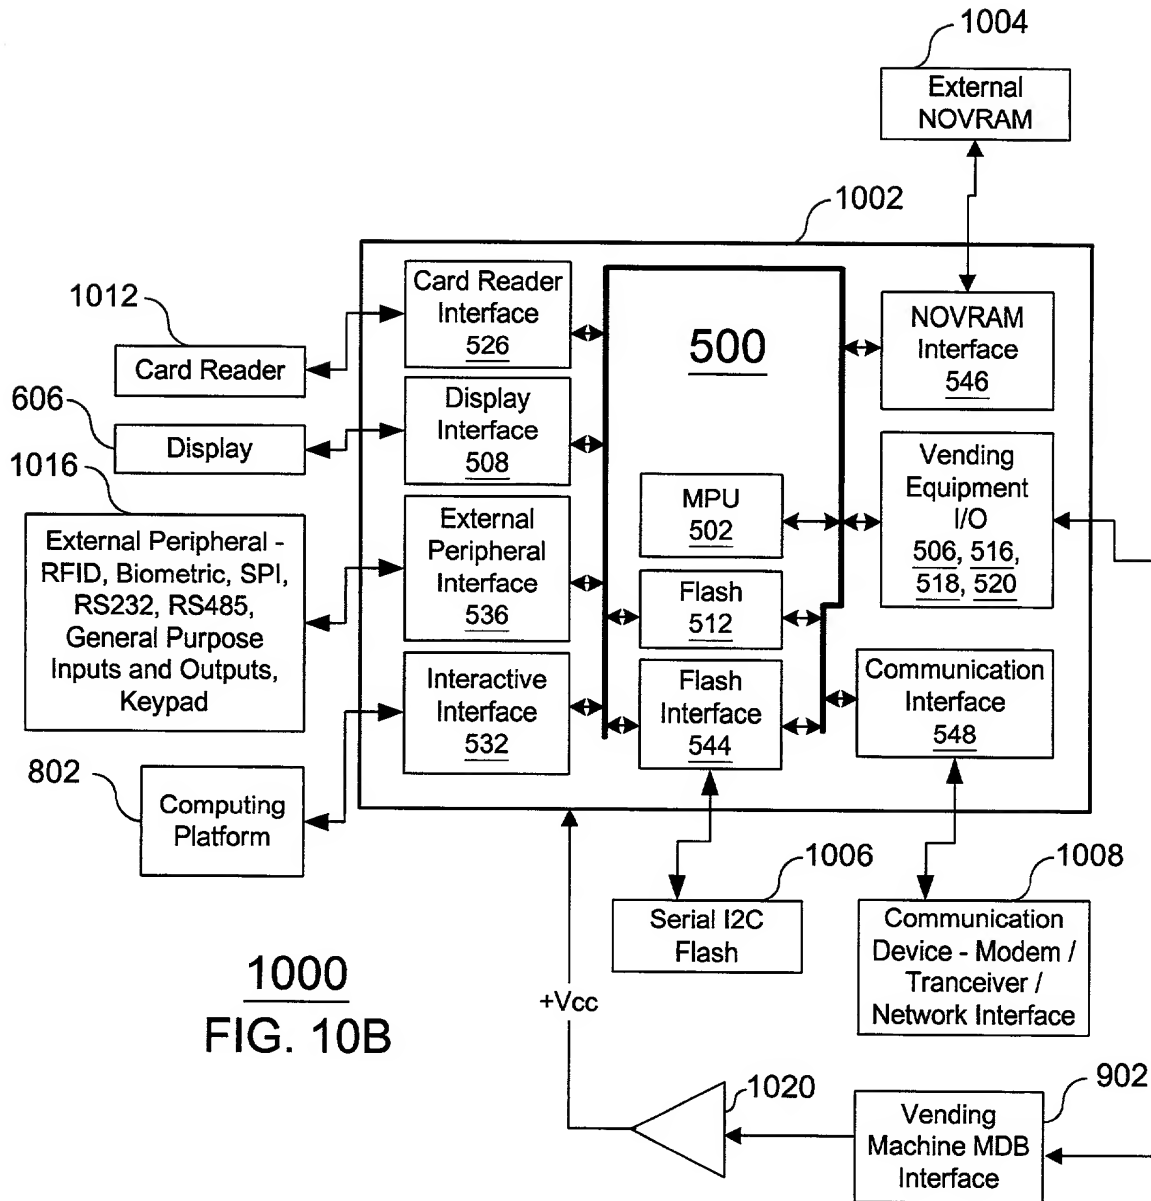 1004
External
NOVRAM
1002
1012
Card Reader
606
Display
1016
External Peripheral -
RFID, Biometric, SPI,
RS232, RS485,
General Purpose
Inputs and Outputs,
Keypad
802
Computing
Platform
Card Reader
Interface
526
Display
Interface
508
External
Peripheral
Interface
536
Interactive
Interface
532
500
MPU
502
Flash
512
Flash
Interface
544
NOVRAM
Interface
546
Vending
Equipment
I/O
506, 516,
518, 520
Communication
Interface
548
1006
Serial I2C
Flash
1008
Communication
Device - Modem /
Tranceiver /
Network Interface
1000
FIG. 10B
+Vcc
1020
902
Vending
Machine MDB
Interface